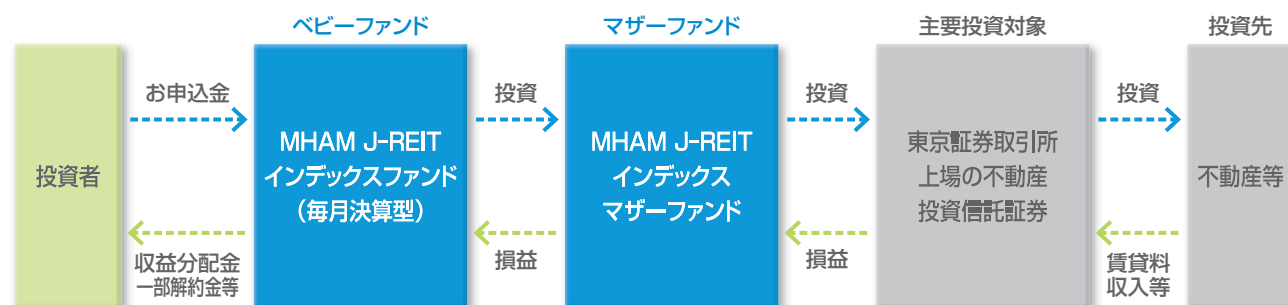 ベビーファンド
マザーファンド
主要投資対象
投資先
お申込金
投資
投資
投資
投資者
MHAM J-REIT
インデックスファンド
（毎月決算型）
MHAM J-REIT
インデックス
マザーファンド
東京証券取引所
上場の不動産
投資信託証券
不動産等
収益分配金
一部解約金等
損益
損益
賃貸料
収入等